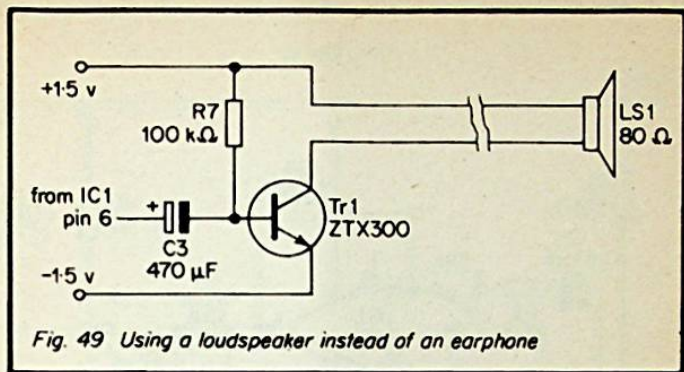 +1·5 v
R7
100 kΩ
LS1
80 Ω
from IC1
pin 6
+
C3
470 μF
Tr1
ZTX300
−1·5 v
Fig. 49 Using a loudspeaker instead of an earphone